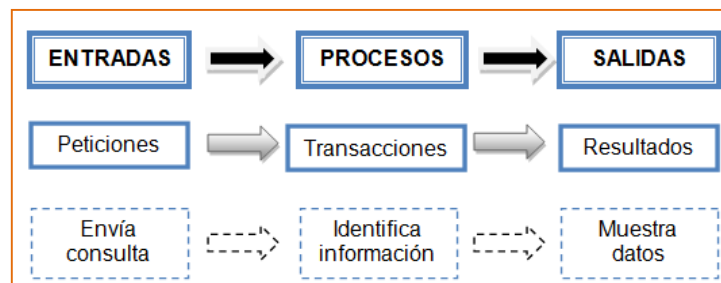 ENTRADAS
PROCESOS
SALIDAS
Peticiones
Transacciones
Resultados
Envía
consulta
Identifica
información
Muestra
datos